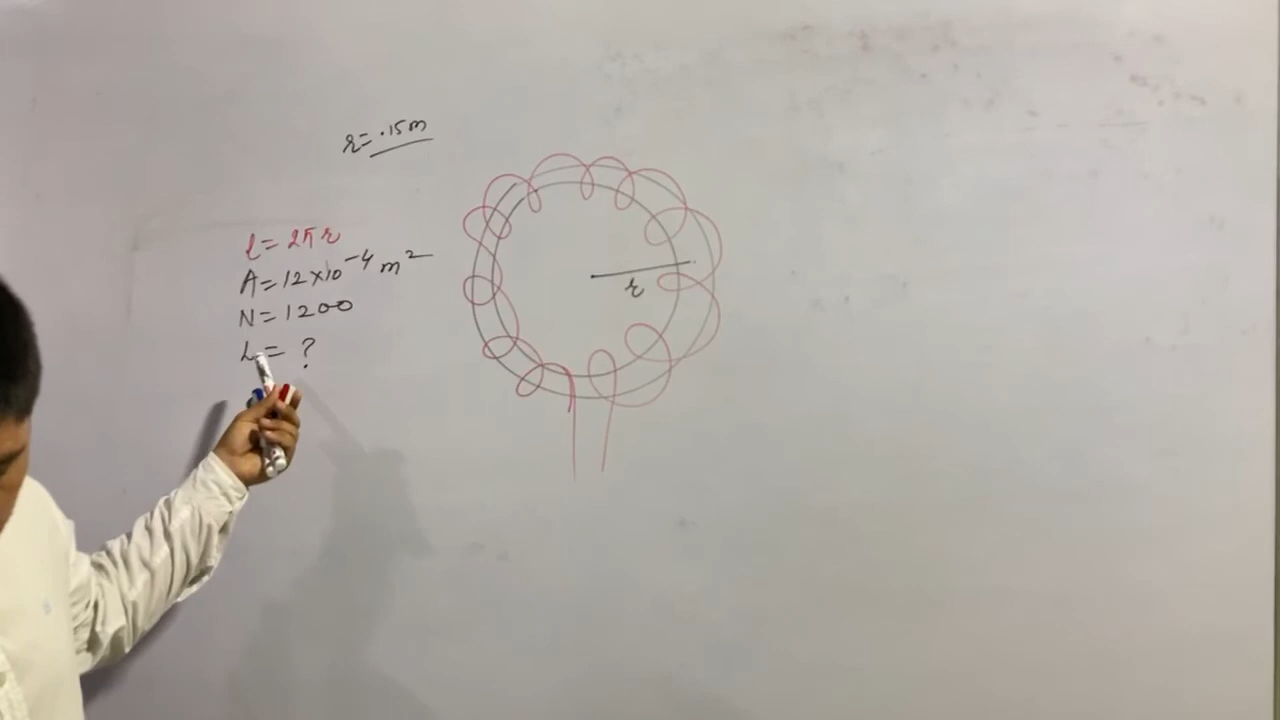 r = .15m
l = 2πr
A = 12×10⁻⁴ m²
N = 1200
L = ?
r